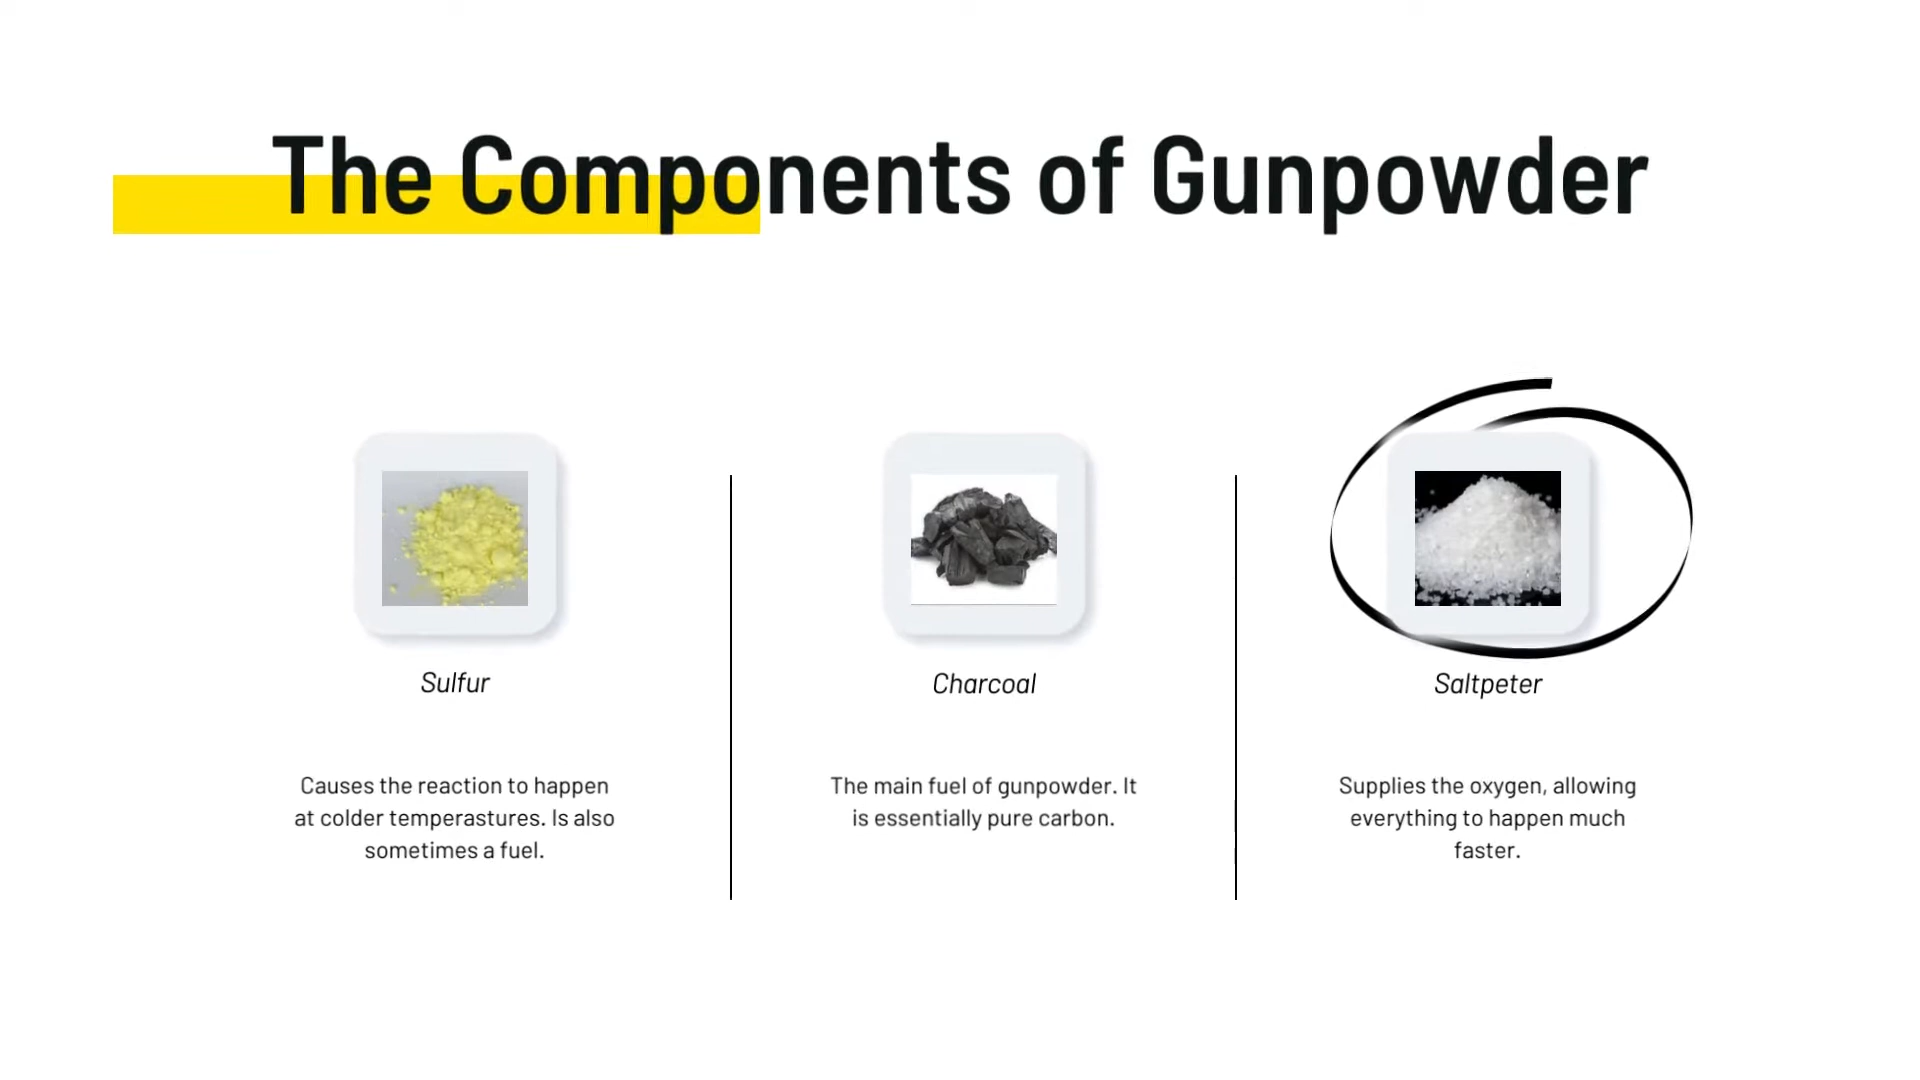 The Components of Gunpowder
Sulfur
Causes the reaction to happen
at colder temperastures. Is also
sometimes a fuel.
Charcoal
The main fuel of gunpowder. It
is essentially pure carbon.
Saltpeter
Supplies the oxygen, allowing
everything to happen much
faster.